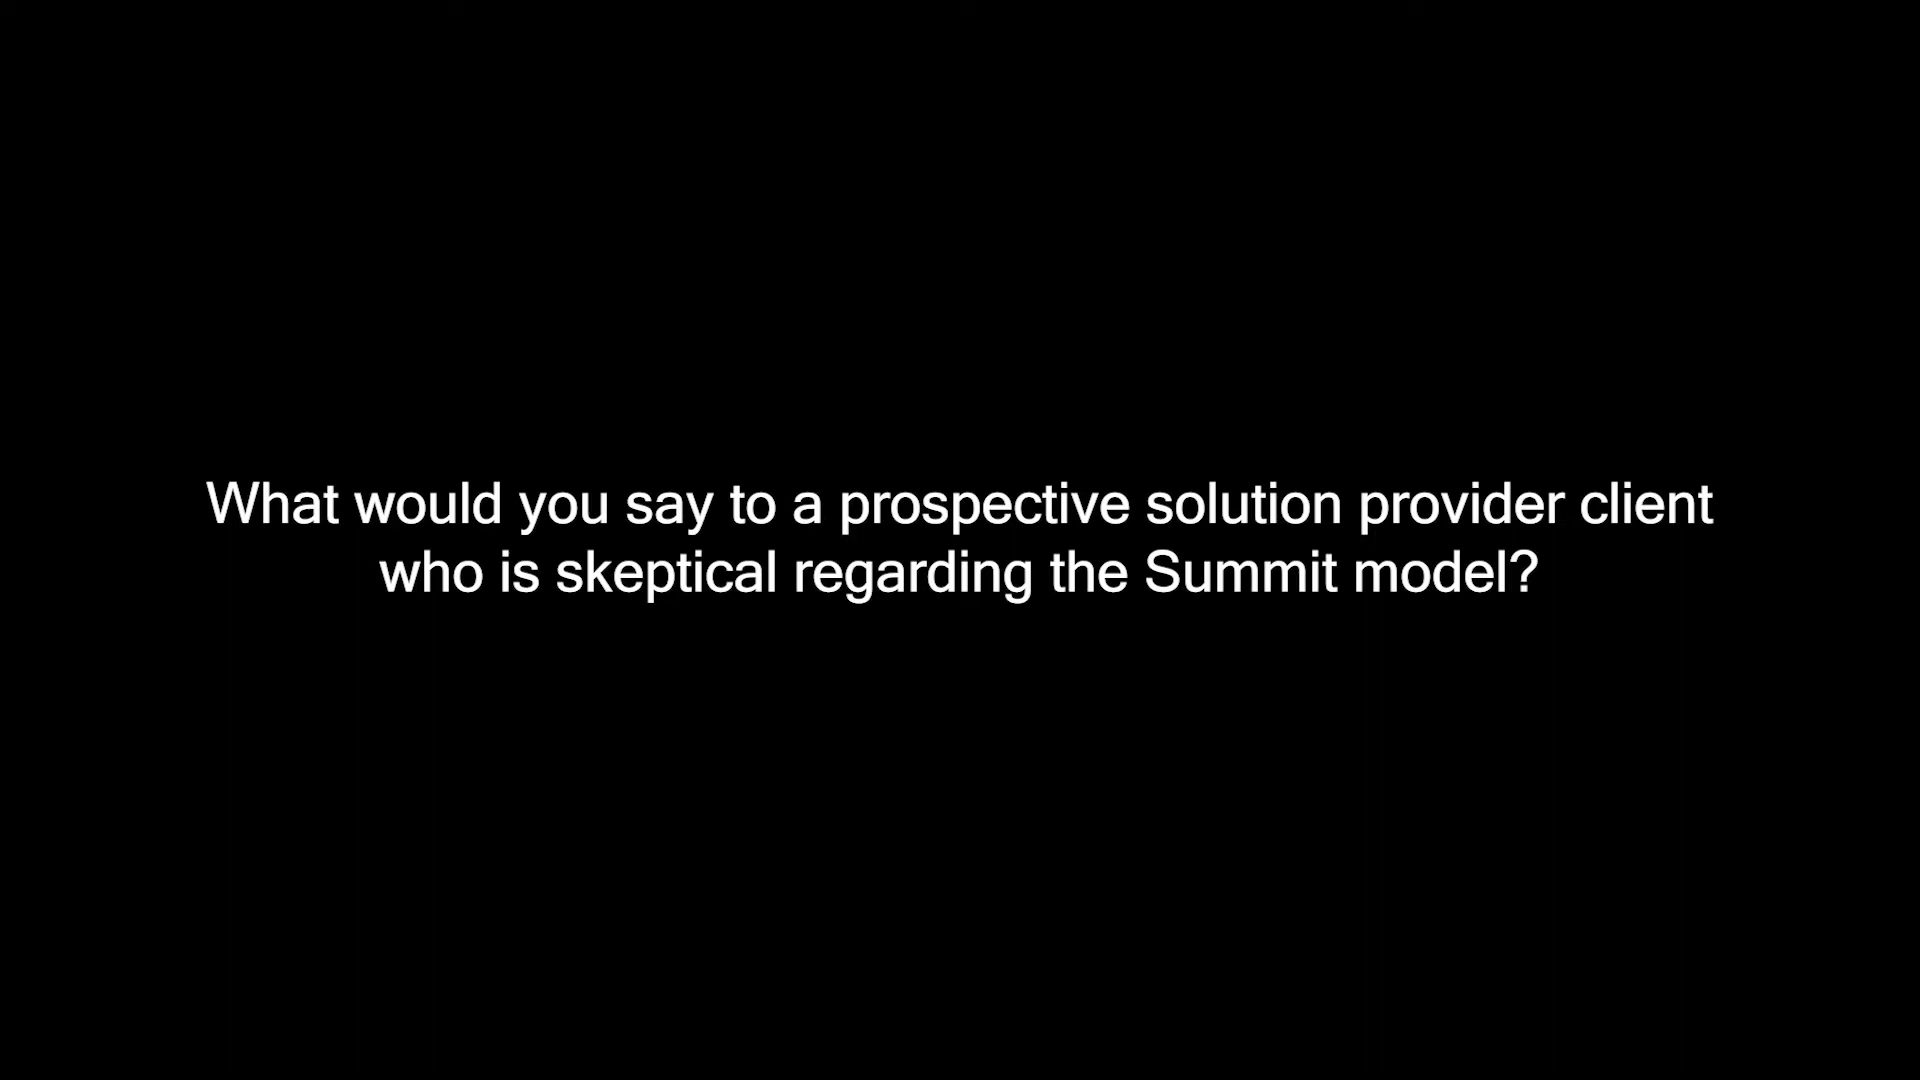 What would you say to a prospective solution provider client
who is skeptical regarding the Summit model?